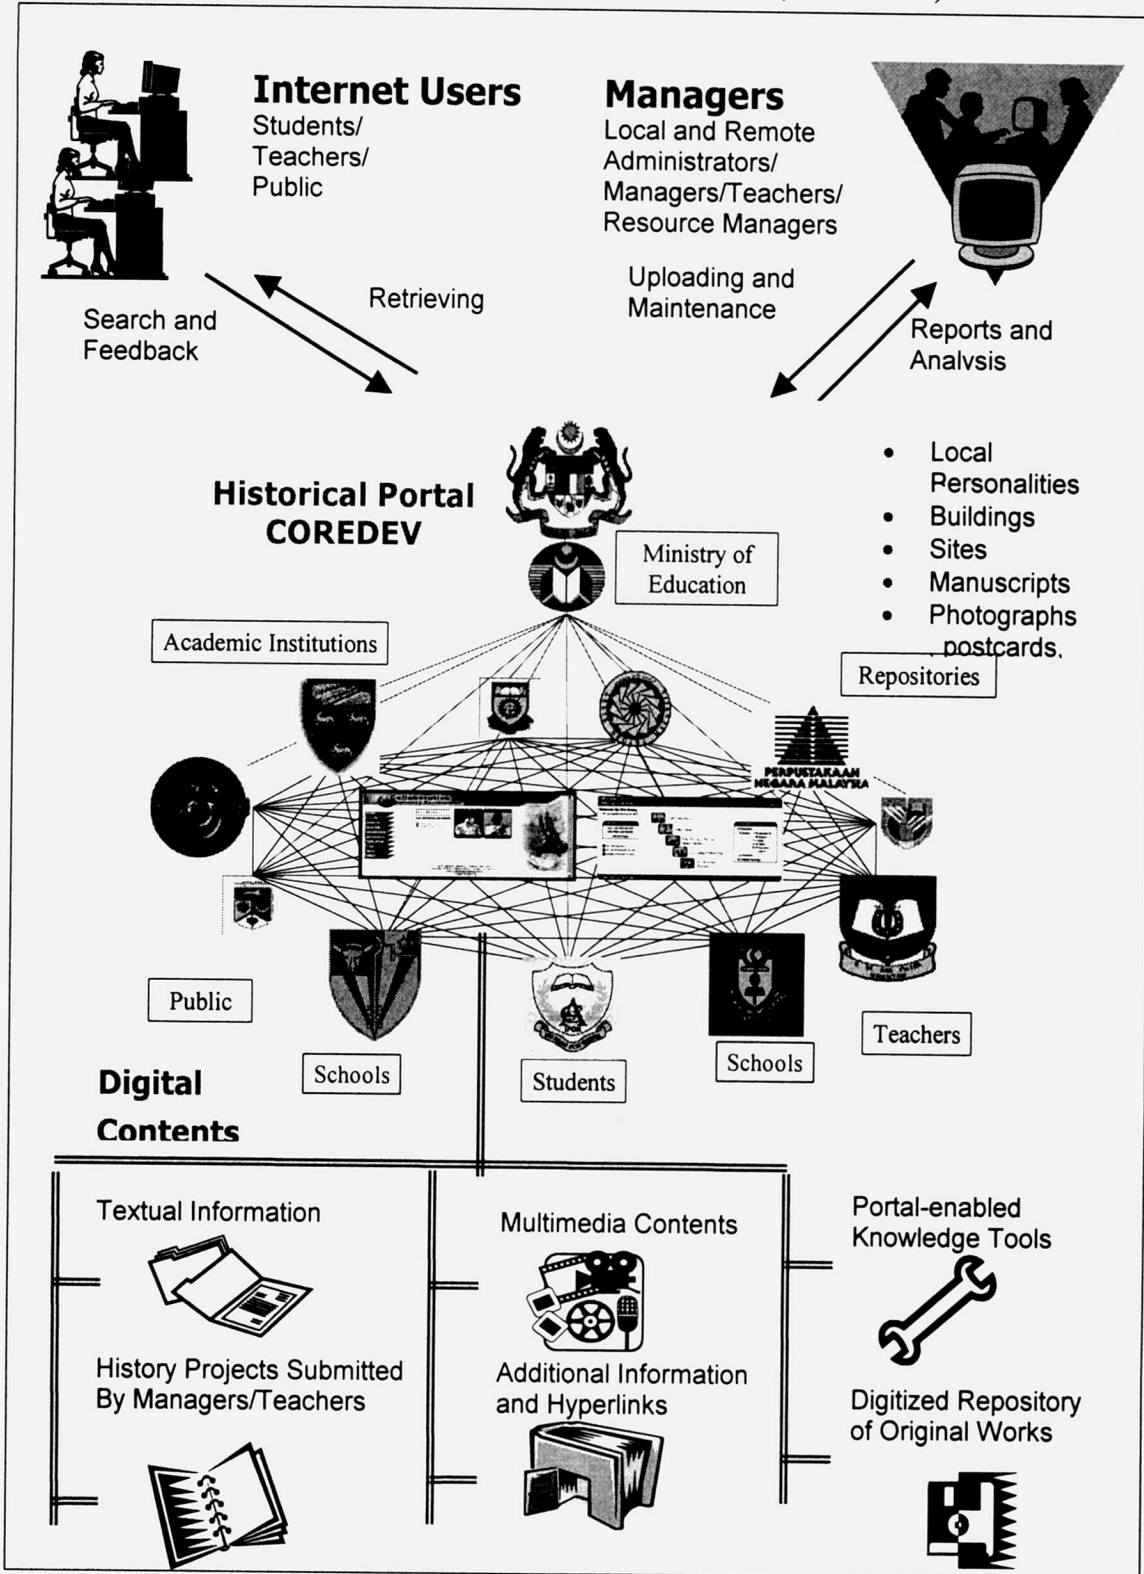 Internet Users
Students/
Teachers/
Public
Managers
Local and Remote
Administrators/
Managers/Teachers/
Resource Managers
Search and
Feedback
Retrieving
Uploading and
Maintenance
Reports and
Analysis
Historical Portal
COREDEV
Ministry of
Education
• Local
Personalities
• Buildings
• Sites
• Manuscripts
• Photographs
, postcards,
Academic Institutions
Repositories
PERPUSTAKAAN
NEGARA MALAYSIA
Public
Schools
Students
Schools
Teachers
Digital
Contents
Textual Information
Multimedia Contents
Portal-enabled
Knowledge Tools
History Projects Submitted
By Managers/Teachers
Additional Information
and Hyperlinks
Digitized Repository
of Original Works